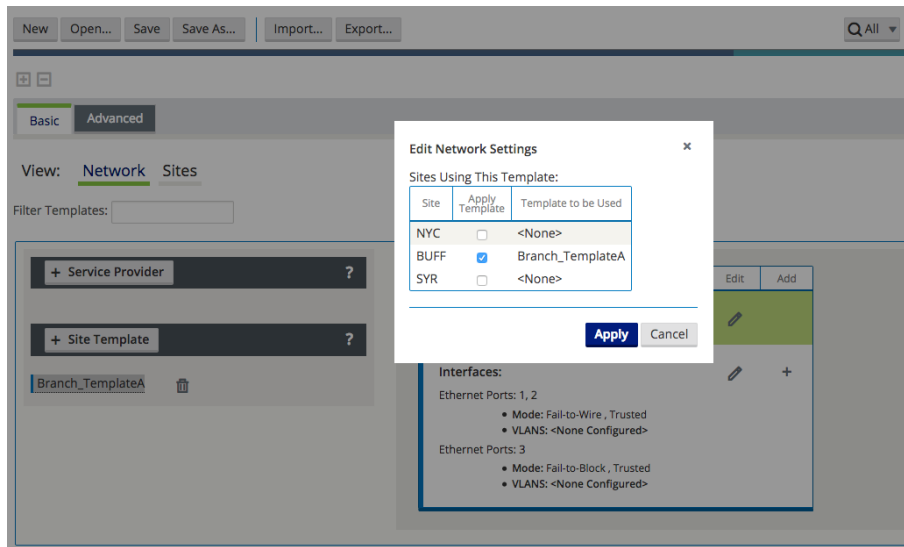 New Open... Save Save As... Import... Export... All
Basic Advanced
View: Network Sites
Filter Templates:
+ Service Provider ?
+ Site Template ?
Branch_TemplateA
Edit Network Settings ×
Sites Using This Template:
Site Apply Template Template to be Used
NYC <None>
BUFF Branch_TemplateA
SYR <None>
Apply Cancel
Edit Add
Interfaces: +
Ethernet Ports: 1, 2
• Mode: Fail-to-Wire , Trusted
• VLANS: <None Configured>
Ethernet Ports: 3
• Mode: Fail-to-Block , Trusted
• VLANS: <None Configured>